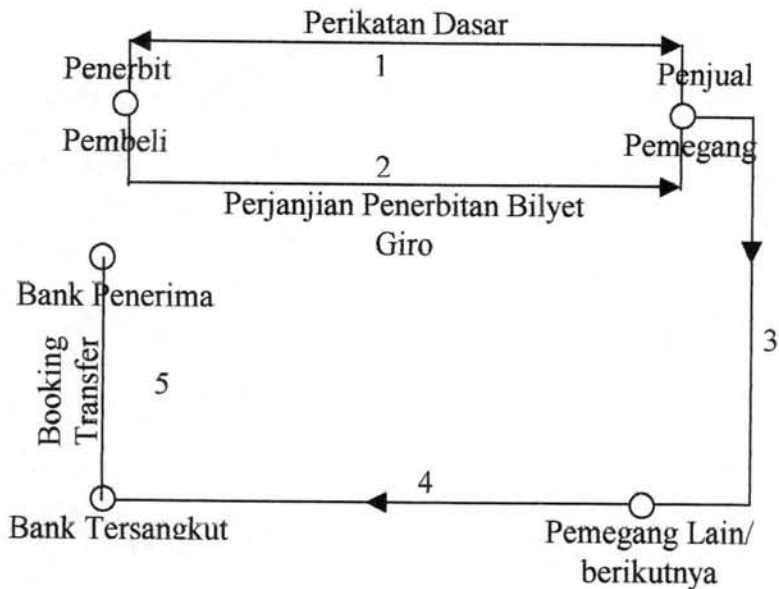 Perikatan Dasar
1
Penerbit
Penjual
Pembeli
Pemegang
2
Perjanjian Penerbitan Bilyet
Giro
Bank Penerima
3
Booking
Transfer
5
4
Bank Tersangkut
Pemegang Lain/
berikutnya